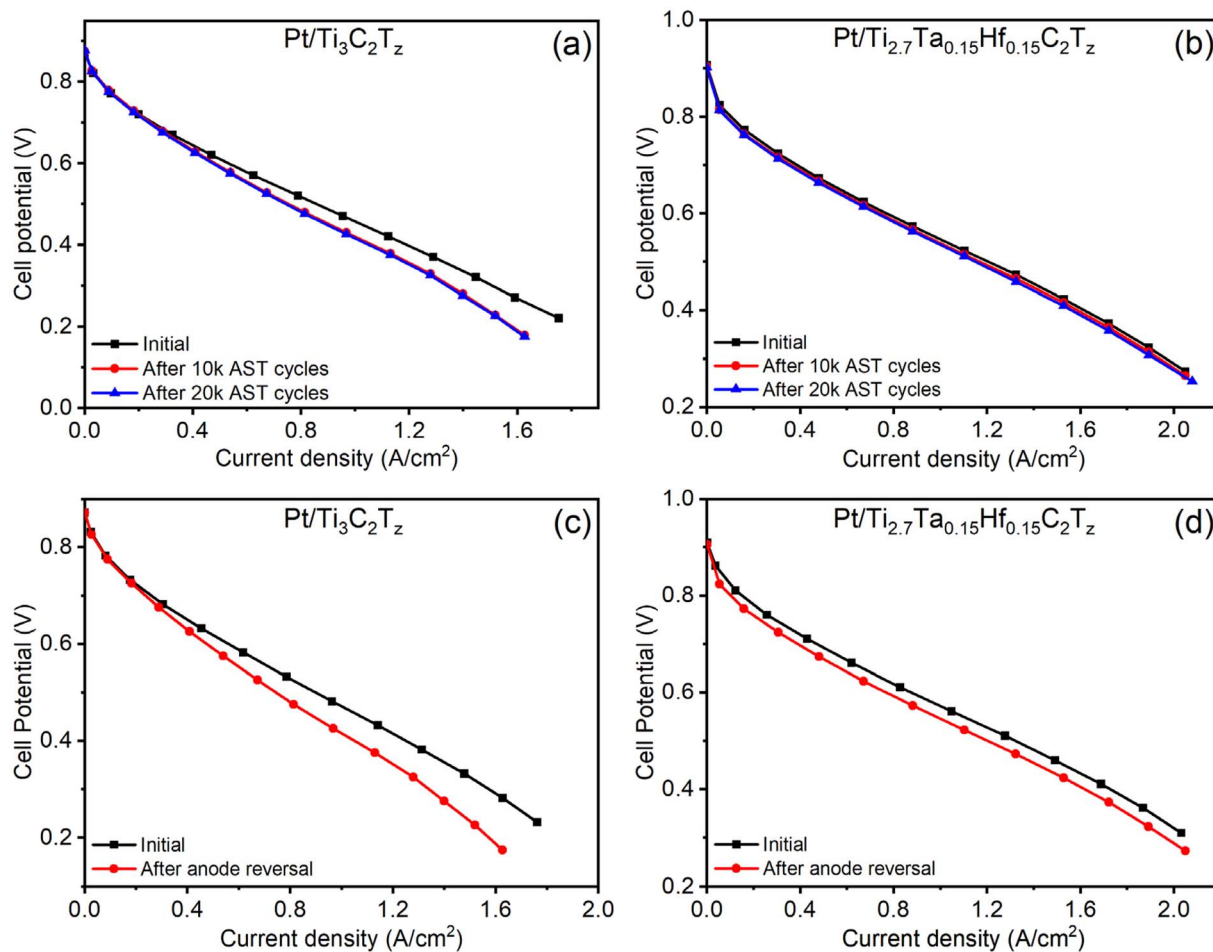 Pt/Ti3C2Tz
(a)
Cell potential (V)
0.8
0.6
0.4
0.2
0.0
Initial
After 10k AST cycles
After 20k AST cycles
0.0 0.4 0.8 1.2 1.6
Current density (A/cm2)
Pt/Ti2.7Ta0.15Hf0.15C2Tz
(b)
Cell potential (V)
1.0
0.8
0.6
0.4
0.2
Initial
After 10k AST cycles
After 20k AST cycles
0.0 0.4 0.8 1.2 1.6 2.0
Current density (A/cm2)
Pt/Ti3C2Tz
(c)
Cell Potential (V)
0.8
0.6
0.4
0.2
Initial
After anode reversal
0.0 0.4 0.8 1.2 1.6 2.0
Current density (A/cm2)
Pt/Ti2.7Ta0.15Hf0.15C2Tz
(d)
Cell Potential (V)
1.0
0.8
0.6
0.4
0.2
Initial
After anode reversal
0.0 0.4 0.8 1.2 1.6 2.0
Current density (A/cm2)